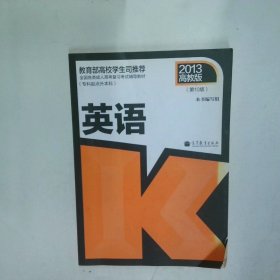 教育部高校学生司推荐
全国各类成人高考复习考试辅导教材
(专科起点升本科)
2013
高教版
(第10版)
本书编写组
英语
高等教育出版社